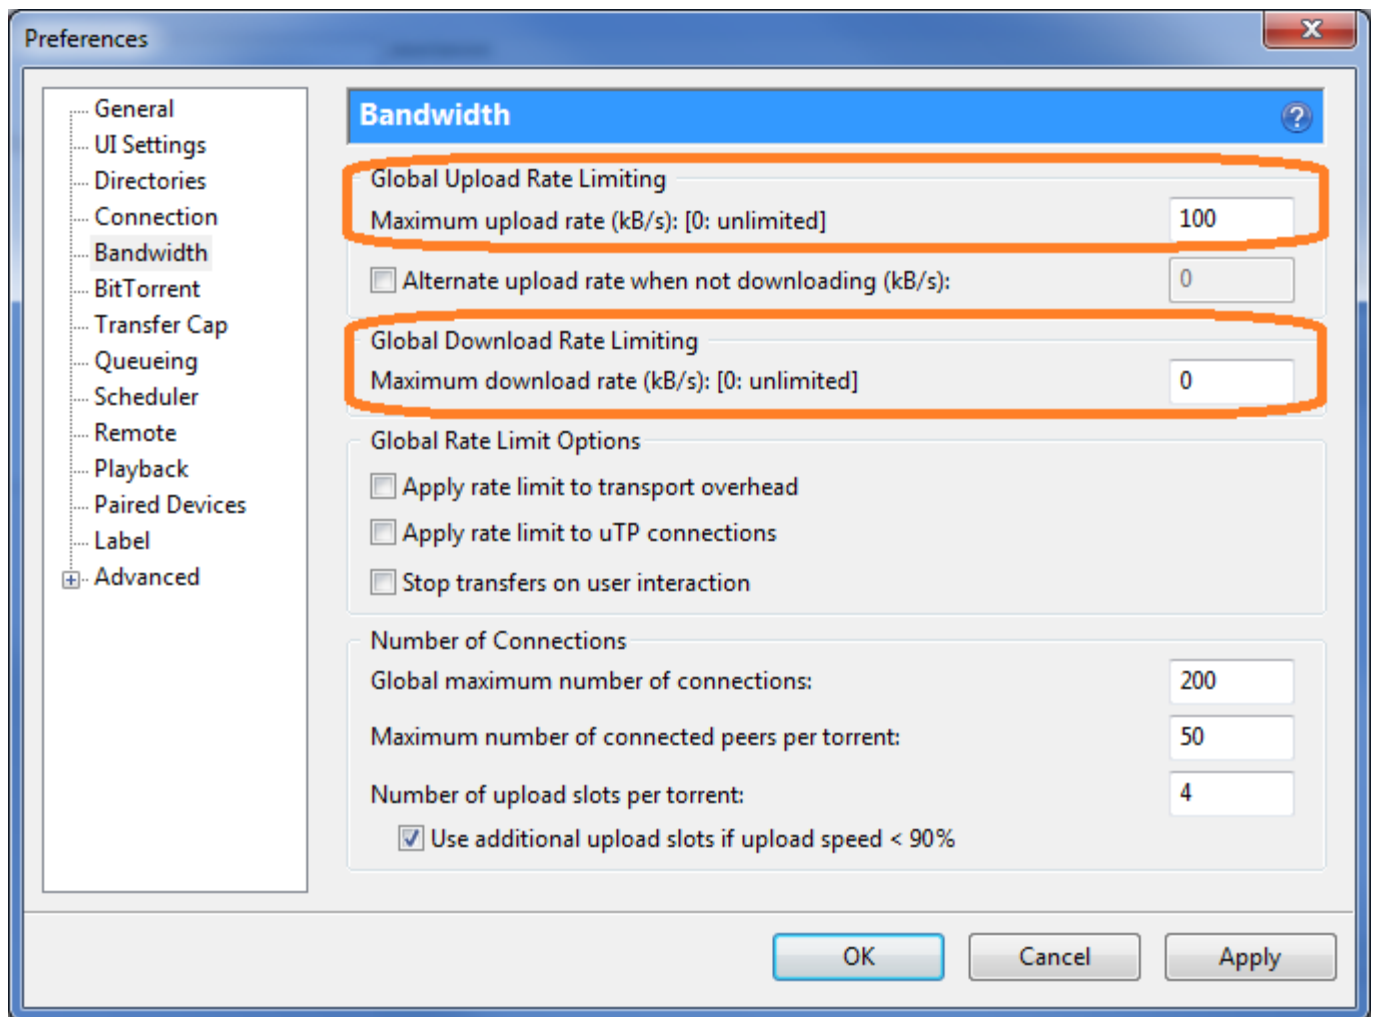 Preferences
General
UI Settings
Directories
Connection
Bandwidth
BitTorrent
Transfer Cap
Queueing
Scheduler
Remote
Playback
Paired Devices
Label
Advanced
Bandwidth
Global Upload Rate Limiting
Maximum upload rate (kB/s): [0: unlimited] 100
Alternate upload rate when not downloading (kB/s): 0
Global Download Rate Limiting
Maximum download rate (kB/s): [0: unlimited] 0
Global Rate Limit Options
Apply rate limit to transport overhead
Apply rate limit to uTP connections
Stop transfers on user interaction
Number of Connections
Global maximum number of connections: 200
Maximum number of connected peers per torrent: 50
Number of upload slots per torrent: 4
Use additional upload slots if upload speed < 90%
OK Cancel Apply